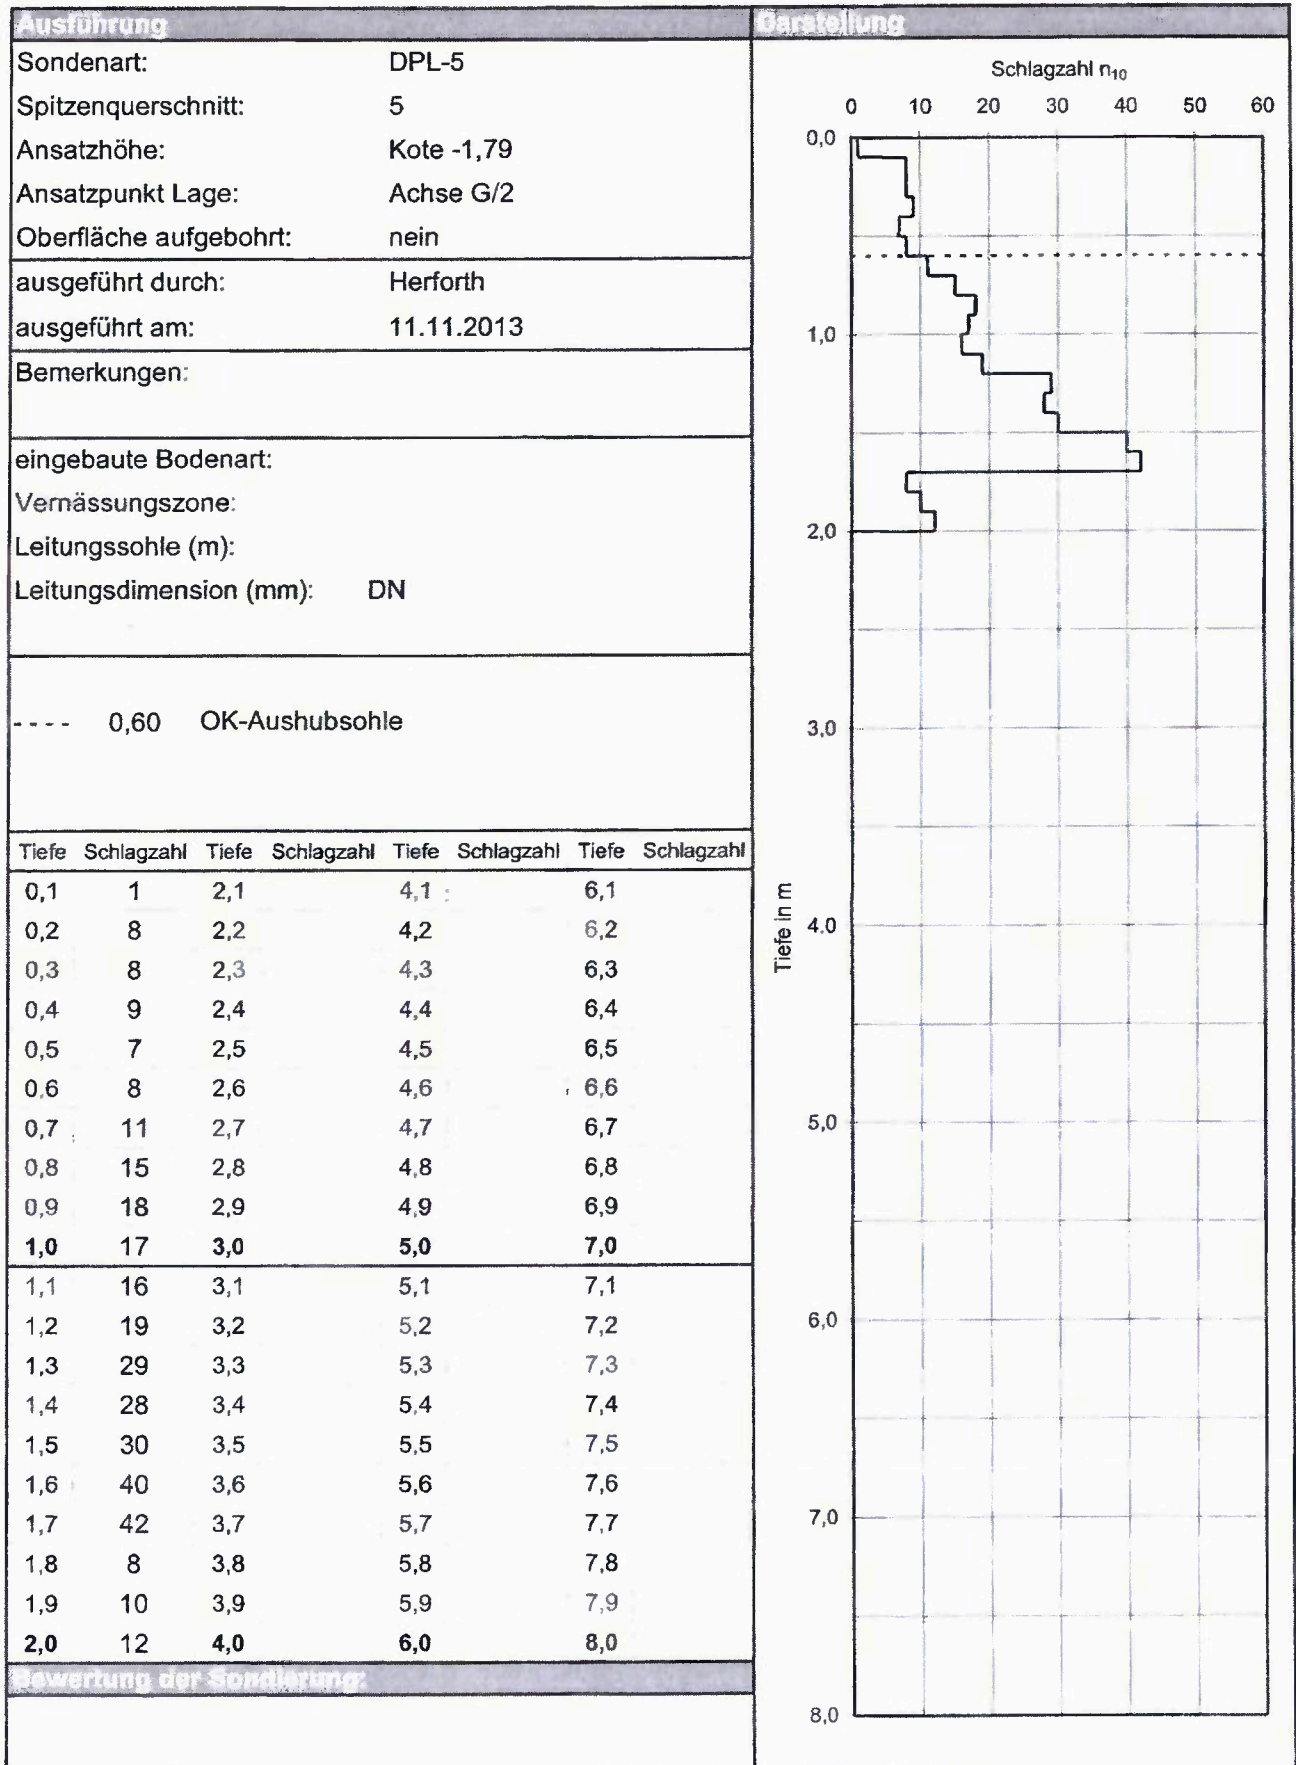 Ausführung
Sondenart: DPL-5
Spitzenquerschnitt: 5
Ansatzhöhe: Kote -1,79
Ansatzpunkt Lage: Achse G/2
Oberfläche aufgebohrt: nein
ausgeführt durch: Herforth
ausgeführt am: 11.11.2013
Bemerkungen:
eingebaute Bodenart:
Vernässungszone:
Leitungssohle (m):
Leitungsdimension (mm): DN
---- 0,60 OK-Aushubsohle
Tiefe Schlagzahl Tiefe Schlagzahl Tiefe Schlagzahl Tiefe Schlagzahl
0,1 1 2,1 4,1 6,1
0,2 8 2,2 4,2 6,2
0,3 8 2,3 4,3 6,3
0,4 9 2,4 4,4 6,4
0,5 7 2,5 4,5 6,5
0,6 8 2,6 4,6 6,6
0,7 11 2,7 4,7 6,7
0,8 15 2,8 4,8 6,8
0,9 18 2,9 4,9 6,9
1,0 17 3,0 5,0 7,0
1,1 16 3,1 5,1 7,1
1,2 19 3,2 5,2 7,2
1,3 29 3,3 5,3 7,3
1,4 28 3,4 5,4 7,4
1,5 30 3,5 5,5 7,5
1,6 40 3,6 5,6 7,6
1,7 42 3,7 5,7 7,7
1,8 8 3,8 5,8 7,8
1,9 10 3,9 5,9 7,9
2,0 12 4,0 6,0 8,0
Bewertung der Sondierung:
Darstellung
Schlagzahl n10
0 10 20 30 40 50 60
0,0
1,0
2,0
3,0
Tiefe in m
4,0
5,0
6,0
7,0
8,0